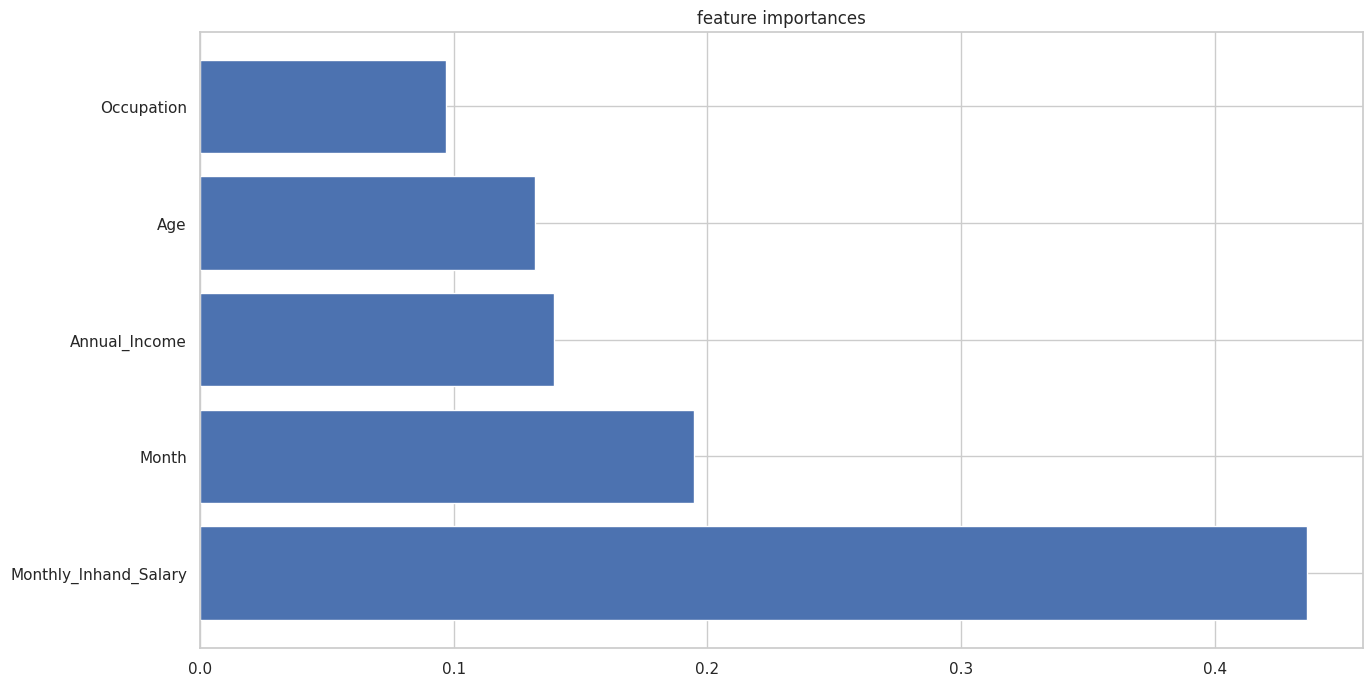 feature importances
Occupation
Age
Annual_Income
Month
Monthly_Inhand_Salary
0.0 0.1 0.2 0.3 0.4